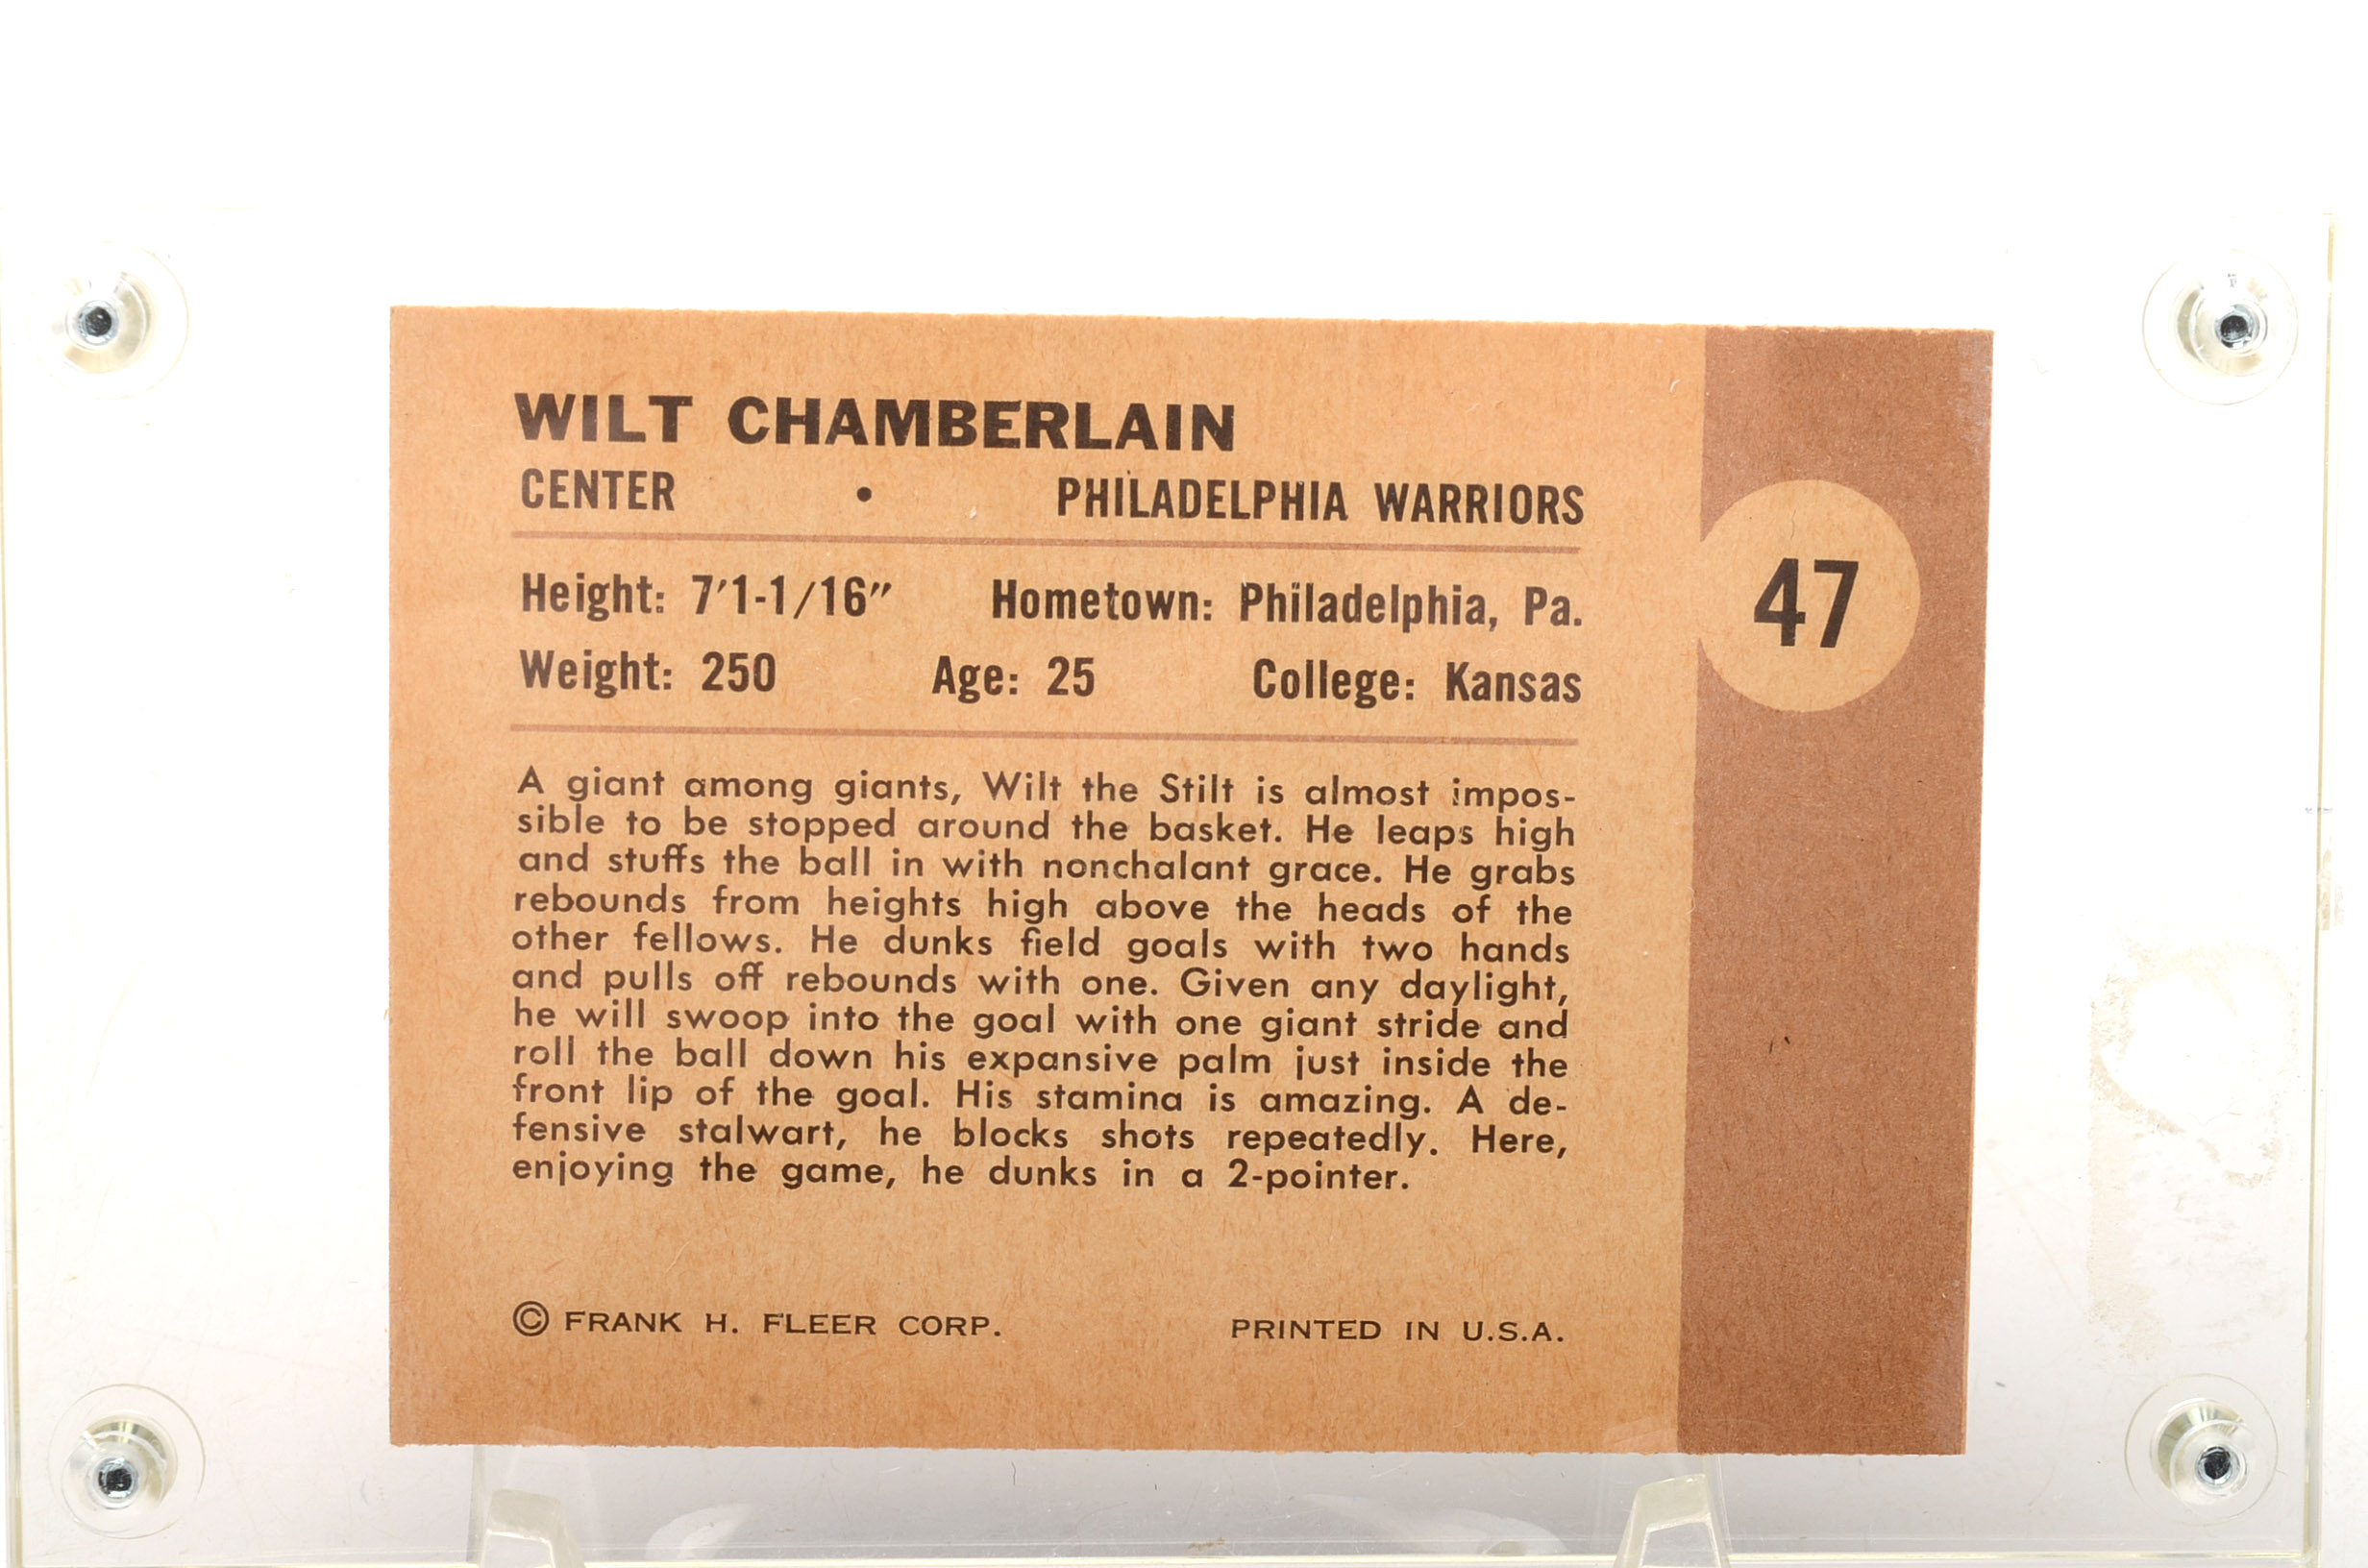 WILT CHAMBERLAIN
CENTER • PHILADELPHIA WARRIORS
Height: 7'1-1/16" Hometown: Philadelphia, Pa.
Weight: 250 Age: 25 College: Kansas
47
A giant among giants, Wilt the Stilt is almost impos-
sible to be stopped around the basket. He leaps high
and stuffs the ball in with nonchalant grace. He grabs
rebounds from heights high above the heads of the
other fellows. He dunks field goals with two hands
and pulls off rebounds with one. Given any daylight,
he will swoop into the goal with one giant stride and
roll the ball down his expansive palm just inside the
front lip of the goal. His stamina is amazing. A de-
fensive stalwart, he blocks shots repeatedly. Here,
enjoying the game, he dunks in a 2-pointer.
© FRANK H. FLEER CORP. PRINTED IN U.S.A.